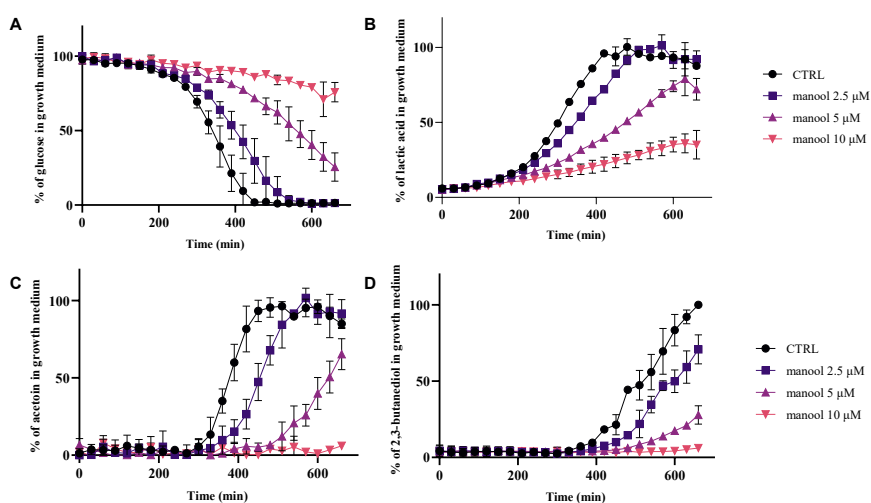 A
% of glucose in growth medium
100
50
0
0
200
400
600
Time (min)
B
% of lactic acid in growth medium
100
50
0
0
200
400
600
Time (min)
CTRL
manool 2.5 µM
manool 5 µM
manool 10 µM
C
% of acetoin in growth medium
100
50
0
0
200
400
600
Time (min)
D
% of 2,3-butanediol in growth medium
100
50
0
0
200
400
600
Time (min)
CTRL
manool 2.5 µM
manool 5 µM
manool 10 µM